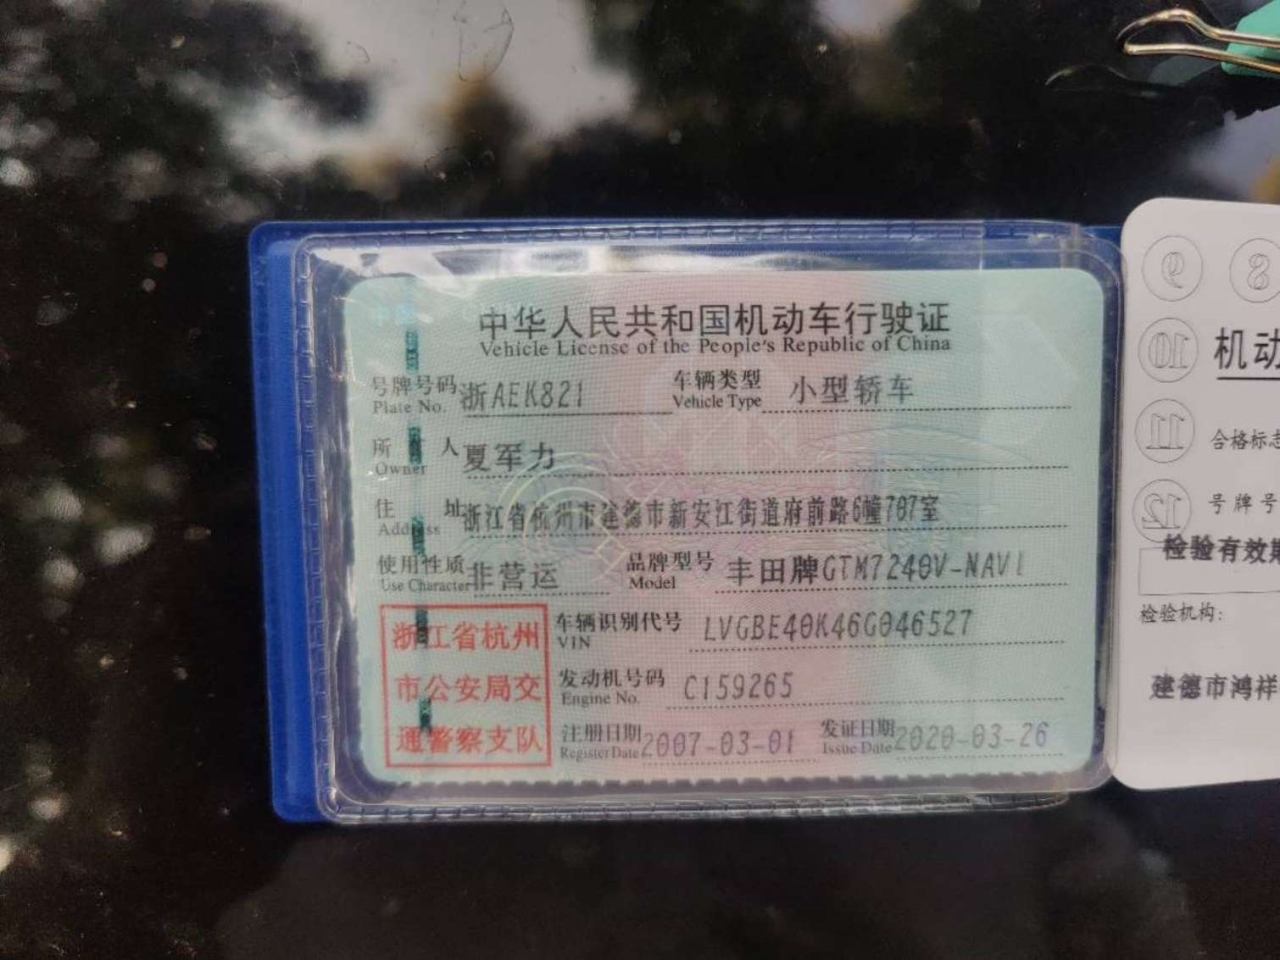 中华人民共和国机动车行驶证
Vehicle License of the People's Republic of China
号牌号码 浙AEK821 车辆类型 小型轿车
Plate No. Vehicle Type
所有人 夏军力
Owner
住址 浙江省杭州市建德市新安江街道府前路6幢707室
Address
使用性质 非营运 品牌型号 丰田牌GTM7240V-NAVI
Use Character Model
浙江省杭州
市公安局交
通警察支队
车辆识别代号 LVGBE40K46G046527
VIN
发动机号码 C159265
Engine No.
注册日期 2007-03-01 发证日期 2020-03-26
Register Date Issue Date
9 8
10 机动
11 合格标志
12 号牌号
检验有效期
检验机构:
建德市鸿祥